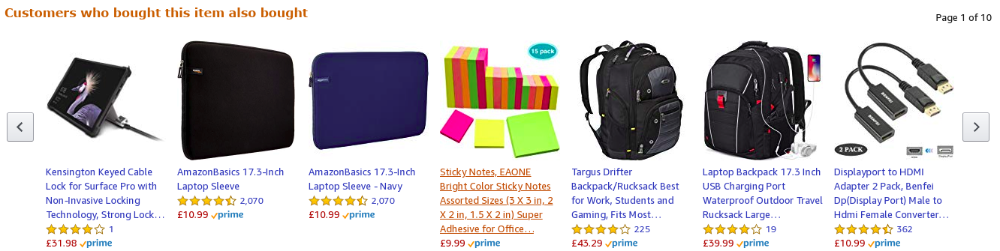 Customers who bought this item also bought
Page 1 of 10
15 pack
2 PACK
Kensington Keyed Cable
Lock for Surface Pro with
Non-Invasive Locking
Technology, Strong Lock…
1
£31.98 prime
AmazonBasics 17.3-Inch
Laptop Sleeve
2,070
£10.99 prime
AmazonBasics 17.3-Inch
Laptop Sleeve - Navy
2,070
£10.99 prime
Sticky Notes, EAONE
Bright Color Sticky Notes
Assorted Sizes (3 X 3 in, 2
X 2 in, 1.5 X 2 in) Super
Adhesive for Office…
£9.99 prime
Targus Drifter
Backpack/Rucksack Best
for Work, Students and
Gaming, Fits Most…
225
£43.29 prime
Laptop Backpack 17.3 Inch
USB Charging Port
Waterproof Outdoor Travel
Rucksack Large…
19
£39.99 prime
Displayport to HDMI
Adapter 2 Pack, Benfei
Dp(Display Port) Male to
Hdmi Female Converter…
362
£10.99 prime